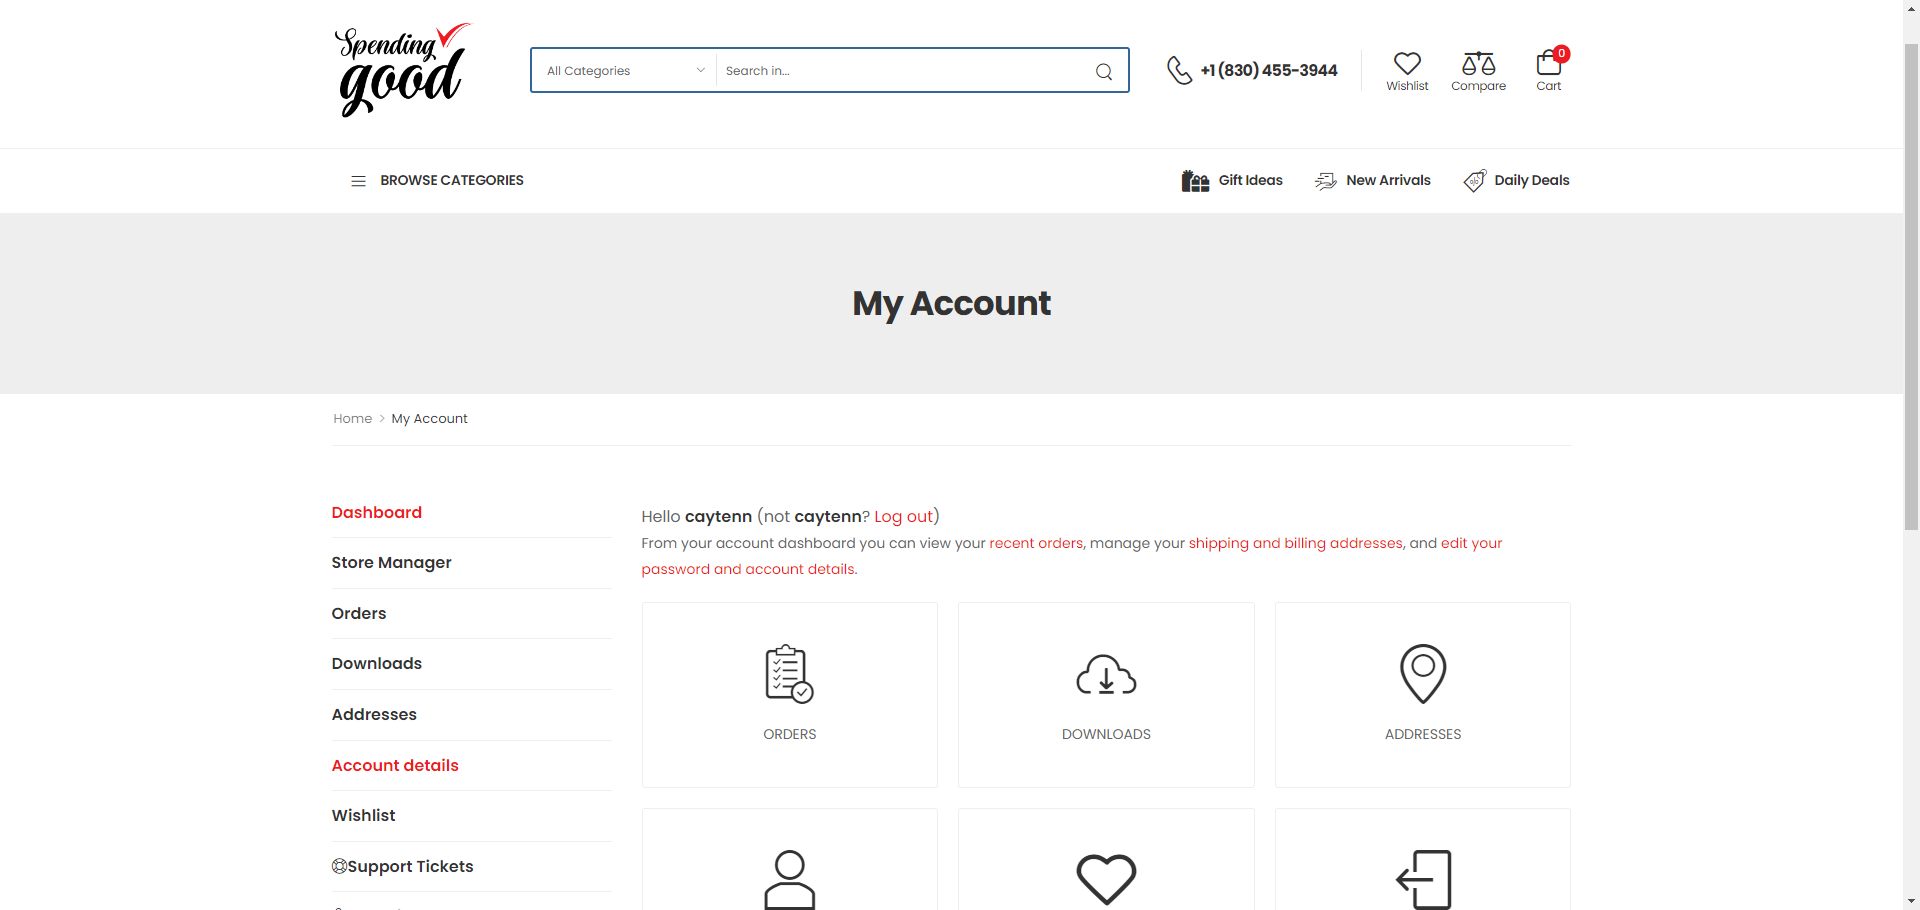 Spending
good
All Categories
Search in...
+1 (830) 455-3944
Wishlist
Compare
0
Cart
BROWSE CATEGORIES
Gift Ideas
New Arrivals
Daily Deals
My Account
Home > My Account
Dashboard
Store Manager
Orders
Downloads
Addresses
Account details
Wishlist
Support Tickets
Hello caytenn (not caytenn? Log out)
From your account dashboard you can view your recent orders, manage your shipping and billing addresses, and edit your
password and account details.
ORDERS
DOWNLOADS
ADDRESSES